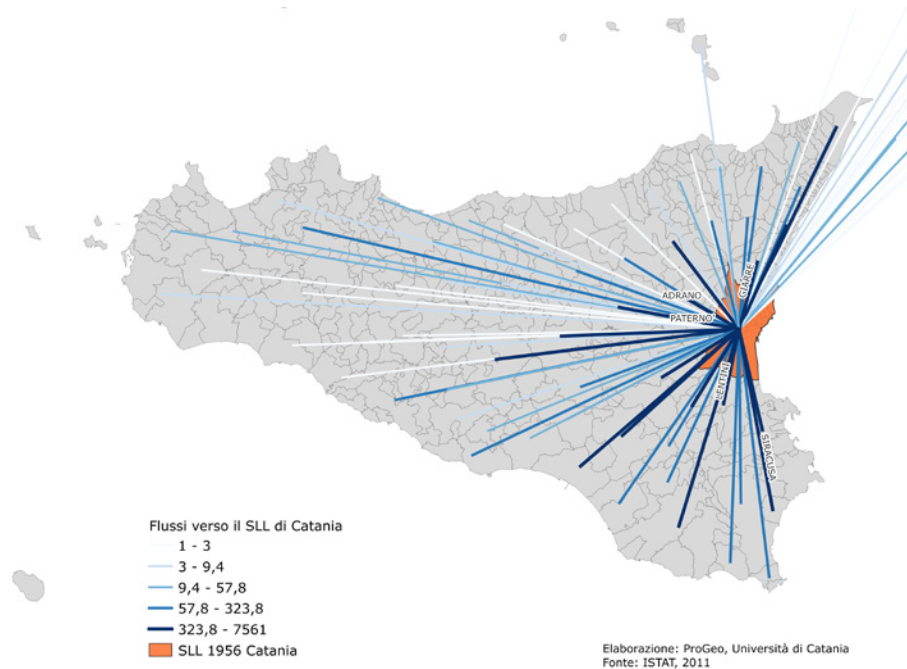 GIARRE
ADRANO
PATERNO'
LENTINI
SIRACUSA
Flussi verso il SLL di Catania
1 - 3
3 - 9,4
9,4 - 57,8
57,8 - 323,8
323,8 - 7561
SLL 1956 Catania
Elaborazione: ProGeo, Università di Catania
Fonte: ISTAT, 2011